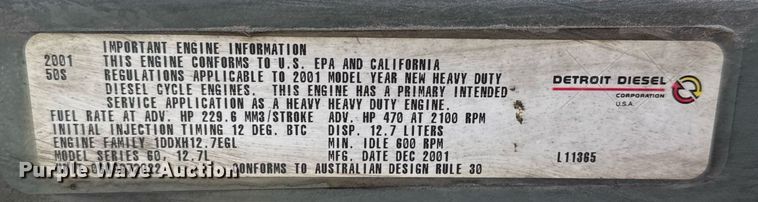 IMPORTANT ENGINE INFORMATION
2001 THIS ENGINE CONFORMS TO U.S. EPA AND CALIFORNIA
50S REGULATIONS APPLICABLE TO 2001 MODEL YEAR NEW HEAVY DUTY
DIESEL CYCLE ENGINES. THIS ENGINE HAS A PRIMARY INTENDED
SERVICE APPLICATION AS A HEAVY HEAVY DUTY ENGINE.
FUEL RATE AT ADV. HP 229.6 MM3/STROKE ADV. HP 470 AT 2100 RPM
INITIAL INJECTION TIMING 12 DEG. BTC DISP. 12.7 LITERS
ENGINE FAMILY 1DDXH12.7EGL MIN. IDLE 600 RPM
MODEL SERIES 60, 12.7L MFG. DATE DEC 2001
CONFORMS TO AUSTRALIAN DESIGN RULE 30
DETROIT DIESEL
CORPORATION
U.S.A.
L11365
Purple Wave Auction
Purple Wave Auction